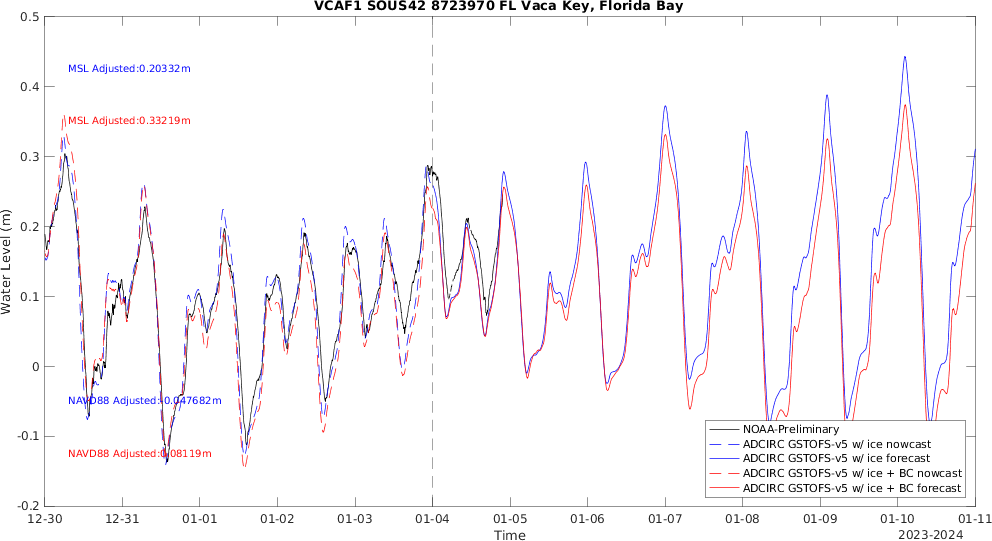 VCAF1 SOUS42 8723970 FL Vaca Key, Florida Bay
0.5
0.4
0.3
0.2
0.1
0
-0.1
-0.2
Water Level (m)
MSL Adjusted:0.20332m
MSL Adjusted:0.33219m
NAVD88 Adjusted:-0.047682m
NAVD88 Adjusted:0.08119m
NOAA-Preliminary
ADCIRC GSTOFS-v5 w/ ice nowcast
ADCIRC GSTOFS-v5 w/ ice forecast
ADCIRC GSTOFS-v5 w/ ice + BC nowcast
ADCIRC GSTOFS-v5 w/ ice + BC forecast
12-30 12-31 01-01 01-02 01-03 01-04 01-05 01-06 01-07 01-08 01-09 01-10 01-11
Time
2023-2024